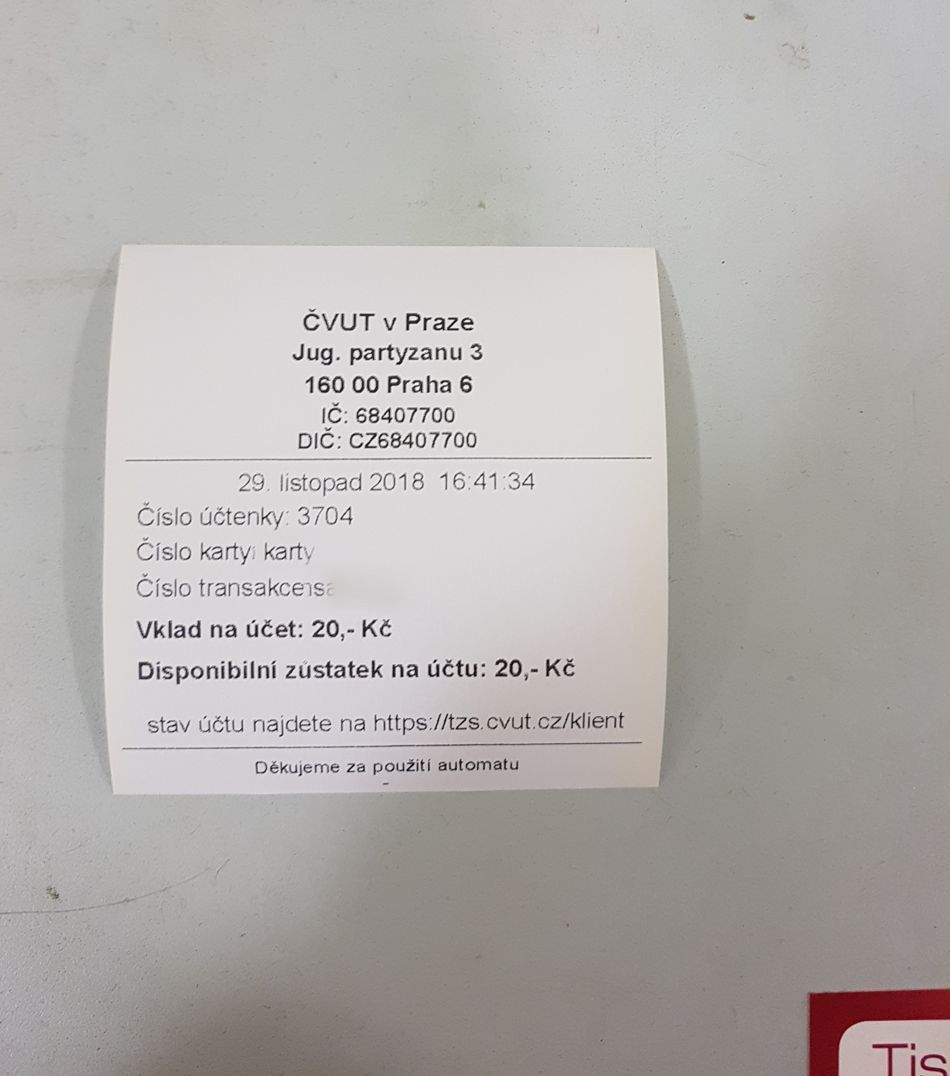 ČVUT v Praze
Jug. partyzanu 3
160 00 Praha 6
IČ: 68407700
DIČ: CZ68407700
29. listopad 2018 16:41:34
Číslo účtenky: 3704
Číslo karty karty
Číslo
Vklad na účet: 20,- Kč
Disponibilní zůstatek na účtu: 20,- Kč
stav účtu najdete na https://tzs.cvut.cz/klient
Děkujeme za použití automatu
-
Tis